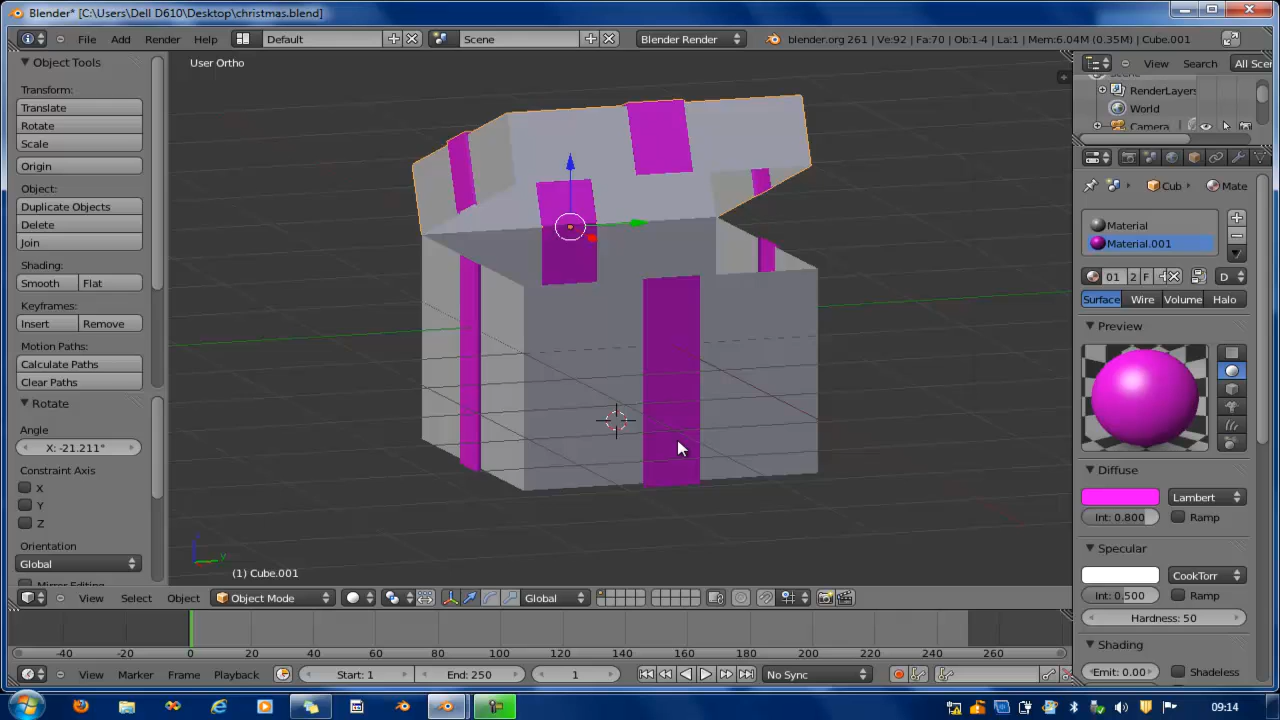 Blender* [C:\Users\Dell D610\Desktop\christmas.blend]
File Add Render Help Default Scene Blender Render blender.org 261 | Ve:92 | Fa:70 | Ob:1-4 | La:1 | Mem:6.04M (0.35M) | Cube.001
Object Tools
User Ortho
View Search All Scen
Transform:
Translate
Rotate
Scale
Origin
Object:
Duplicate Objects
Delete
Join
Shading:
Smooth Flat
Keyframes:
Insert Remove
Motion Paths:
Calculate Paths
Clear Paths
Rotate
Angle
X: -21.211°
Constraint Axis
X
Y
Z
Orientation
Global
(1) Cube.001
RenderLayers
World
Camera
Cub Mate
Material
Material.001
01 2 F D
Surface Wire Volume Halo
Preview
Diffuse
Lambert
Int: 0.800 Ramp
Specular
CookTorr
Int: 0.500 Ramp
Hardness: 50
Shading
Emit: 0.00 Shadeless
View Select Object Object Mode Global
-40 -20 0 20 40 60 80 100 120 140 160 180 200 220 240 260
View Marker Frame Playback Start: 1 End: 250 1 No Sync
09:14